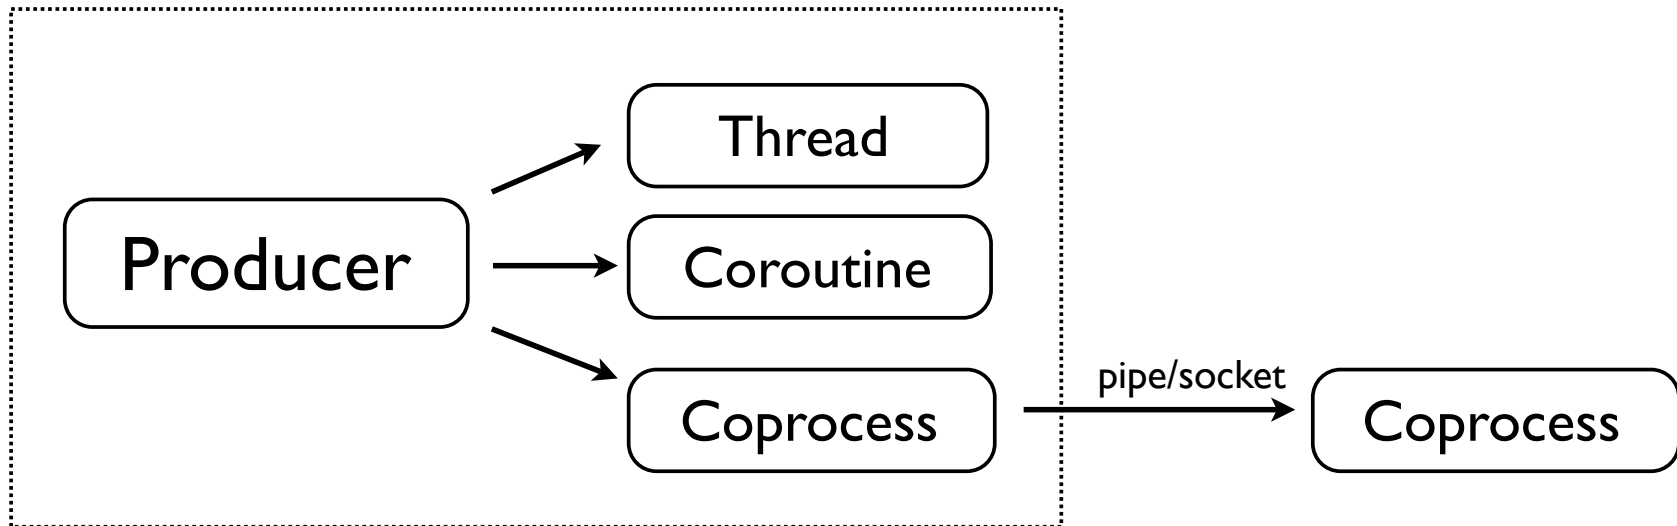 Thread
Producer
Coroutine
pipe/socket
Coprocess
Coprocess